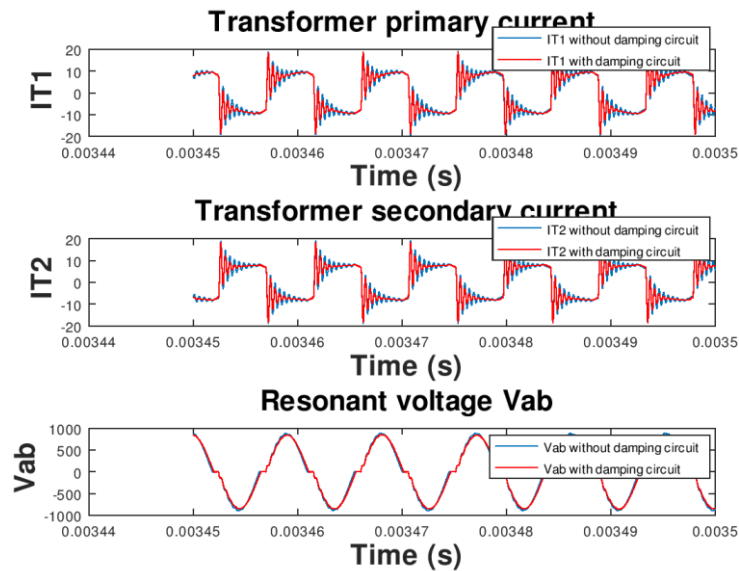 Transformer primary current
IT1 without damping circuit
IT1 with damping circuit
20
10
0
-10
-20
IT1
0.00344 0.00345 0.00346 0.00347 0.00348 0.00349 0.0035
Time (s)
Transformer secondary current
IT2 without damping circuit
IT2 with damping circuit
20
10
0
-10
-20
IT2
0.00344 0.00345 0.00346 0.00347 0.00348 0.00349 0.0035
Time (s)
Resonant voltage Vab
Vab without damping circuit
Vab with damping circuit
1000
500
0
-500
-1000
Vab
0.00344 0.00345 0.00346 0.00347 0.00348 0.00349 0.0035
Time (s)